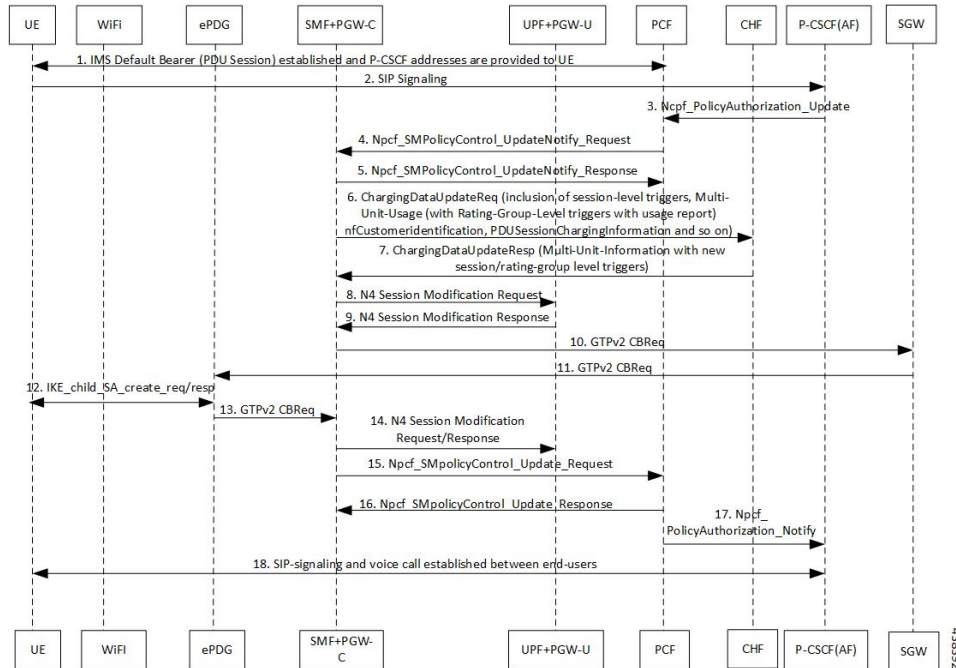 UE
WiFi
ePDG
SMF+PGW-C
UPF+PGW-U
PCF
CHF
P-CSCF(AF)
SGW
1. IMS Default Bearer (PDU Session) established and P-CSCF addresses are provided to UE
2. SIP Signaling
3. Ncpf_PolicyAuthorization_Update
4. Npcf_SMPolicyControl_UpdateNotify_Request
5. Npcf_SMPolicyControl_UpdateNotify_Response
6. ChargingDataUpdateReq (inclusion of session-level triggers, Multi-
Unit-Usage (with Rating-Group-Level triggers with usage report)
nfCustomeridentification, PDUSessionChargingInformation and so on)
7. ChargingDataUpdateResp (Multi-Unit-Information with new
session/rating-group level triggers)
8. N4 Session Modification Request
9. N4 Session Modification Response
10. GTPv2 CBReq
11. GTPv2 CBReq
12. IKE_child_SA_create_req/resp
13. GTPv2 CBReq
14. N4 Session Modification
Request/Response
15. Npcf_SMpolicyControl_Update_Request
16. Npcf_SMpolicyControl_Update_Response
17. Npcf_
PolicyAuthorization_Notify
18. SIP-signaling and voice call established between end-users
UE
WiFI
ePDG
SMF+PGW-
C
UPF+PGW-U
PCF
CHF
P-CSCF(AF)
SGW